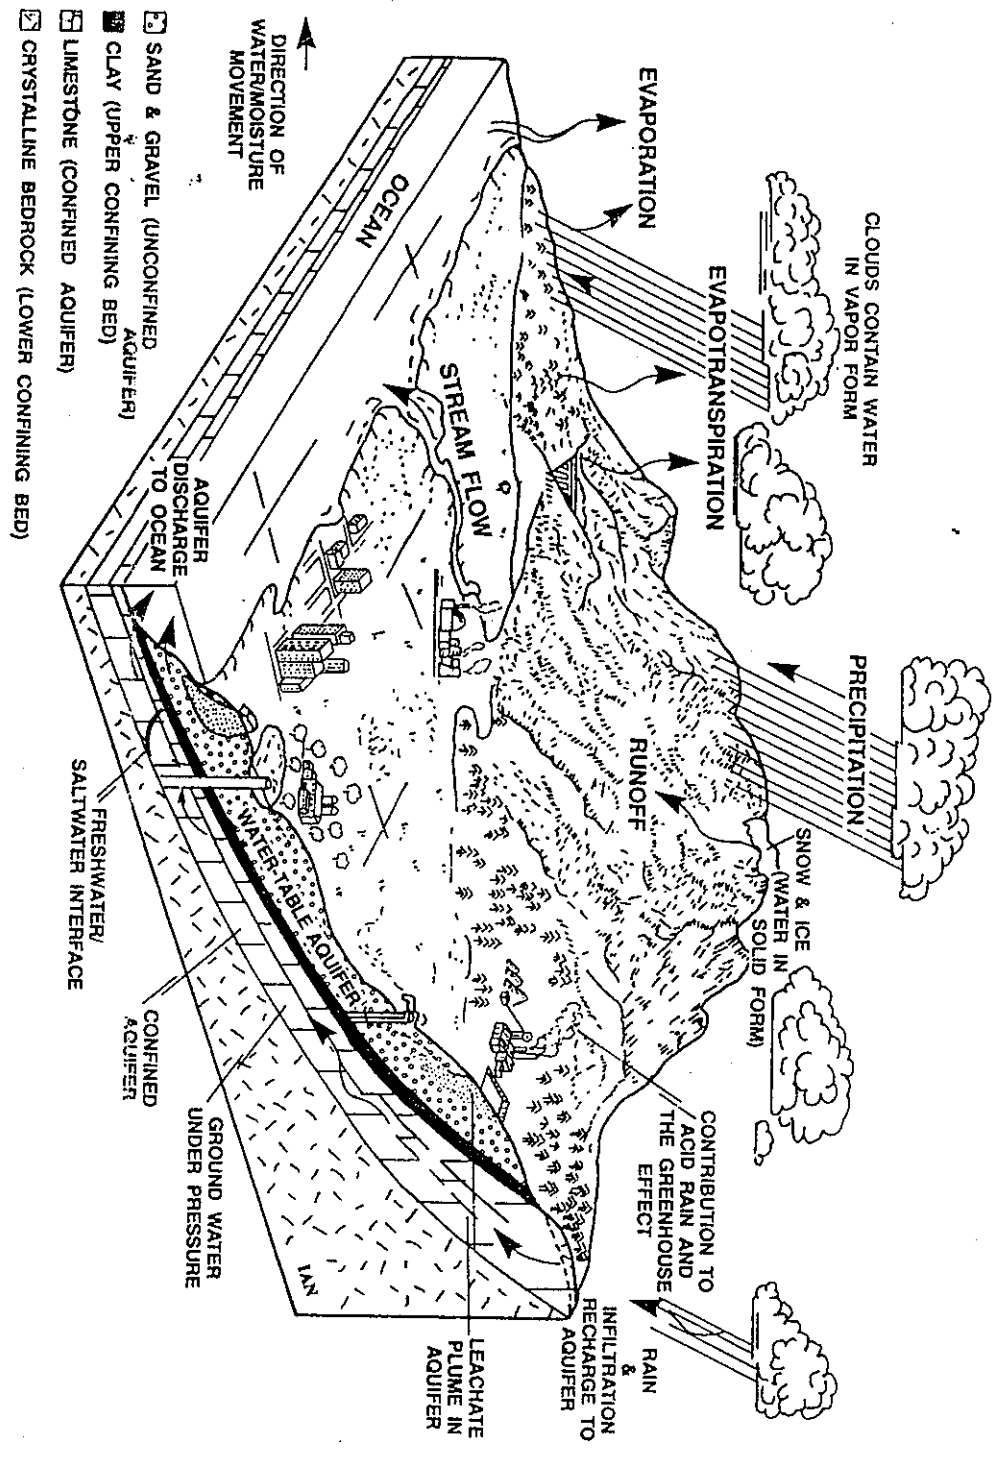 CLOUDS CONTAIN WATER
IN VAPOR FORM
EVAPORATION
EVAPOTRANSPIRATION
PRECIPITATION
SNOW & ICE
(WATER IN
SOLID FORM)
RUNOFF
CONTRIBUTION TO
ACID RAIN AND
THE GREENHOUSE
EFFECT
RAIN
&
INFILTRATION
RECHARGE TO
AQUIFER
OCEAN
STREAM FLOW
AQUIFER
DISCHARGE
TO OCEAN
WATER-TABLE AQUIFER
FRESHWATER/
SALTWATER INTERFACE
CONFINED
AQUIFER
GROUND WATER
UNDER PRESSURE
LEACHATE
PLUME IN
AQUIFER
IAN
DIRECTION OF
WATER/MOISTURE
MOVEMENT
SAND & GRAVEL (UNCONFINED
AQUIFER)
CLAY (UPPER CONFINING BED)
LIMESTONE (CONFINED AQUIFER)
CRYSTALLINE BEDROCK (LOWER CONFINING BED)